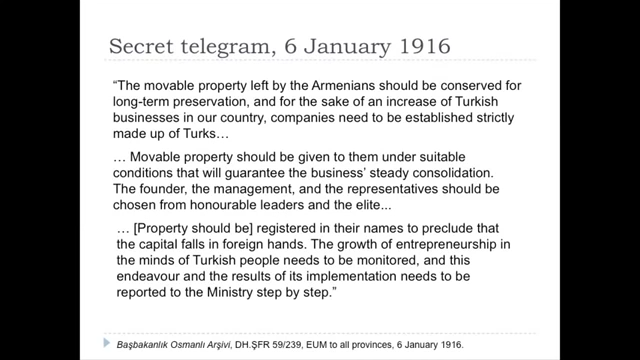 Secret telegram, 6 January 1916
“The movable property left by the Armenians should be conserved for
long-term preservation, and for the sake of an increase of Turkish
businesses in our country, companies need to be established strictly
made up of Turks…
… Movable property should be given to them under suitable
conditions that will guarantee the business’ steady consolidation.
The founder, the management, and the representatives should be
chosen from honourable leaders and the elite...
… [Property should be] registered in their names to preclude that
the capital falls in foreign hands. The growth of entrepreneurship in
the minds of Turkish people needs to be monitored, and this
endeavour and the results of its implementation needs to be
reported to the Ministry step by step.”
Başbakanlık Osmanlı Arşivi, DH.ŞFR 59/239, EUM to all provinces, 6 January 1916.